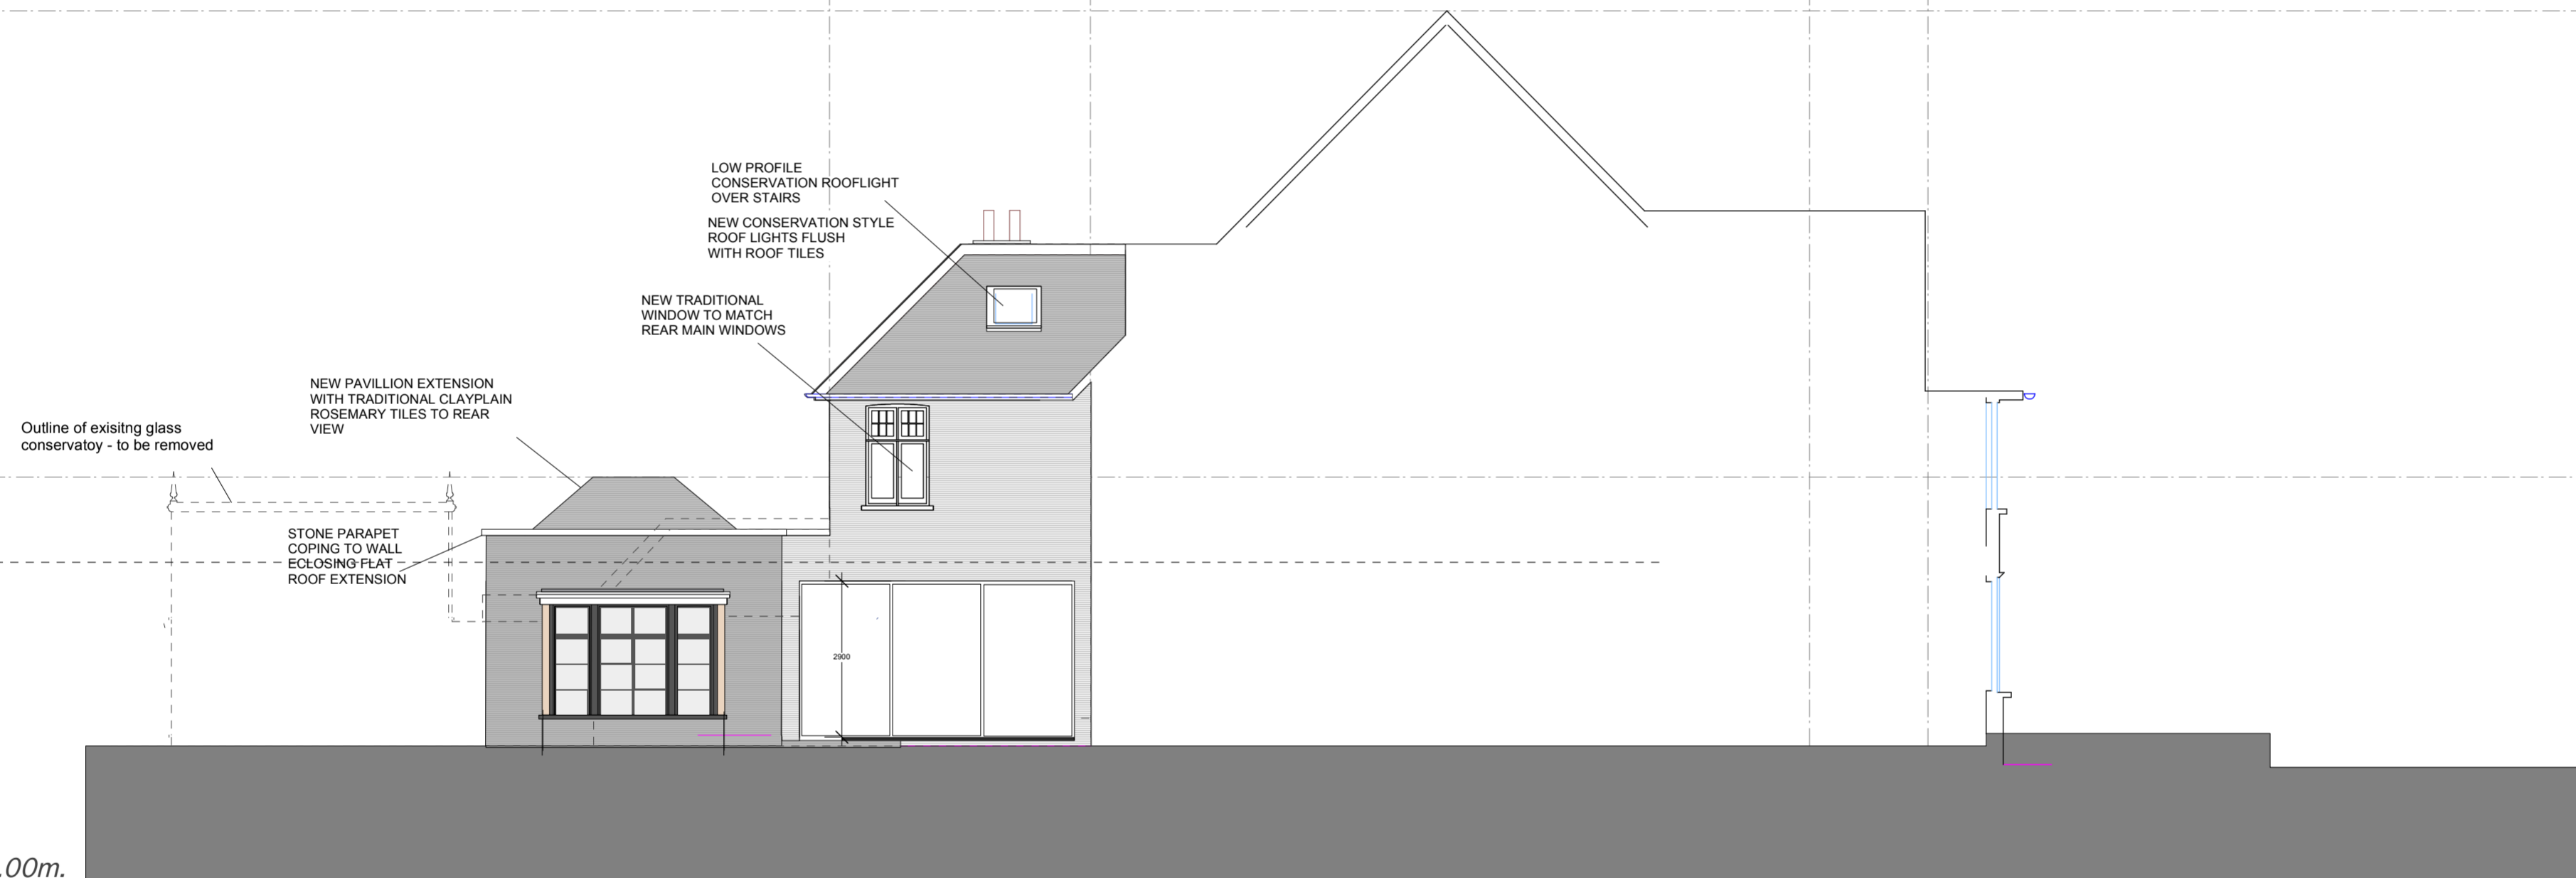 LOW PROFILE
CONSERVATION ROOFLIGHT
OVER STAIRS
NEW CONSERVATION STYLE
ROOF LIGHTS FLUSH
WITH ROOF TILES
NEW TRADITIONAL
WINDOW TO MATCH
REAR MAIN WINDOWS
NEW PAVILLION EXTENSION
WITH TRADITIONAL CLAYPLAIN
ROSEMARY TILES TO REAR
VIEW
Outline of exisitng glass
conservatoy - to be removed
STONE PARAPET
COPING TO WALL
ECLOSING FLAT
ROOF EXTENSION
2900
.00m.